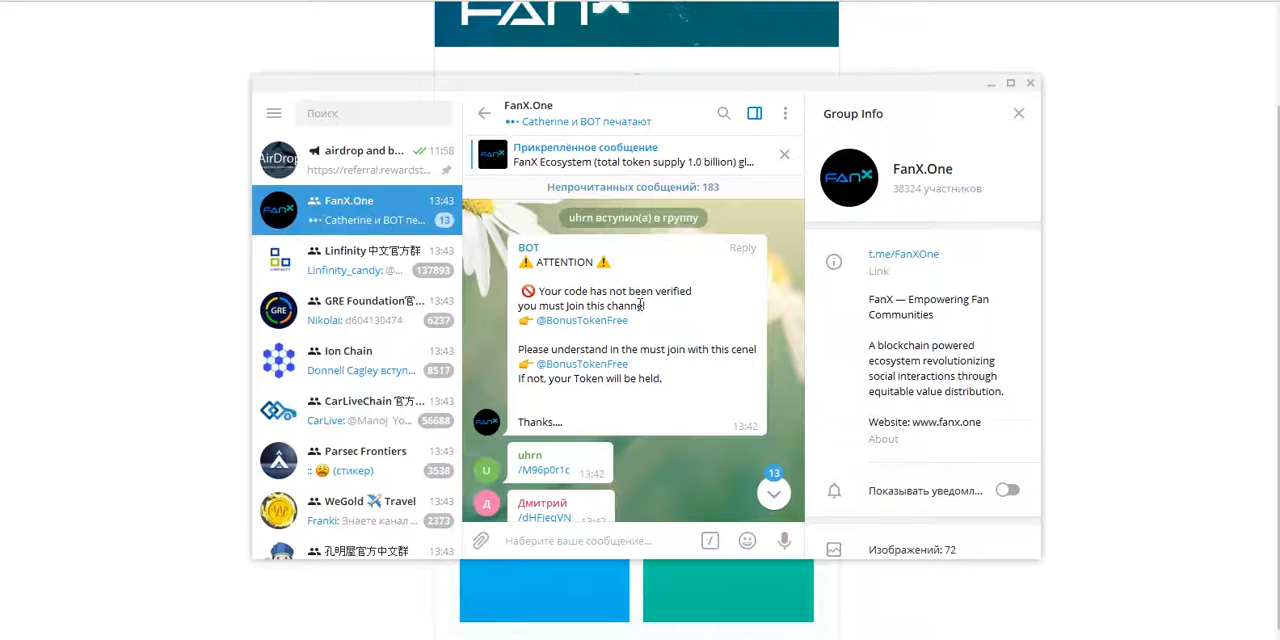 FANX
Поиск
airdrop and b... 11:58
https://referral.rewardst...
FanX.One 13:43
Catherine и BOT пе... 13
Linfinity 中文官方群 13:43
Linfinity_candy: @... 137893
GRE Foundation官... 13:43
Nikolai: d604130474 6237
Ion Chain 13:43
Donnell Cagley вступ... 8517
CarLiveChain 官方... 13:43
CarLive: @Manoj_Yo... 56688
Parsec Frontiers 13:43
:: (стикер) 3538
WeGold Travel 13:43
Franki: Знаете канал ... 2373
孔明屋官方中文群 13:43
FanX.One
Catherine и BOT печатают
Прикреплённое сообщение
FanX Ecosystem (total token supply 1.0 billion) gl...
Непрочитанных сообщений: 183
uhrn вступил(а) в группу
BOT Reply
⚠️ ATTENTION ⚠️
🚫 Your code has not been verified
you must Join this channel
👉 @BonusTokenFree
Please understand in the must join with this cenel
👉 @BonusTokenFree
If not, your Token will be held.
Thanks....
13:42
uhrn
/M96p0r1c 13:42
Дмитрий
/dHFjeqVN 13:42
13
Наберите ваше сообщение...
Group Info
FanX.One
38324 участников
t.me/FanXOne
Link
FanX — Empowering Fan
Communities
A blockchain powered
ecosystem revolutionizing
social interactions through
equitable value distribution.
Website: www.fanx.one
About
Показывать уведомл...
Изображений: 72